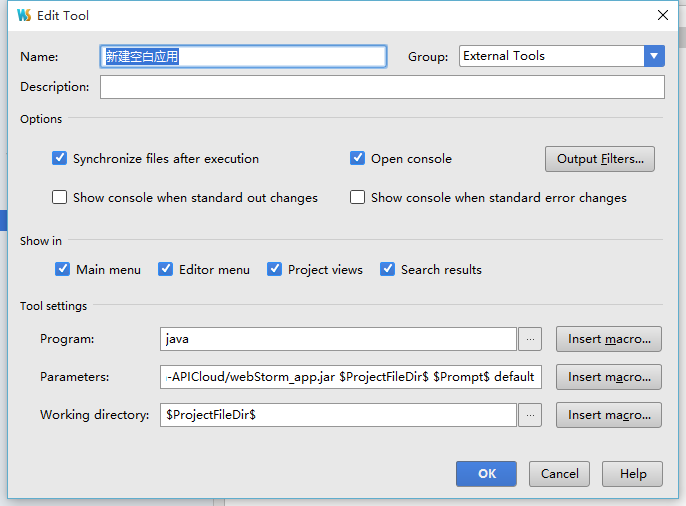 Edit Tool
Name: 新建空白应用 Group: External Tools
Description:
Options
Synchronize files after execution Open console Output Filters...
Show console when standard out changes Show console when standard error changes
Show in
Main menu Editor menu Project views Search results
Tool settings
Program: java ... Insert macro...
Parameters: -APICloud/webStorm_app.jar $ProjectFileDir$ $Prompt$ default Insert macro...
Working directory: $ProjectFileDir$ ... Insert macro...
OK Cancel Help